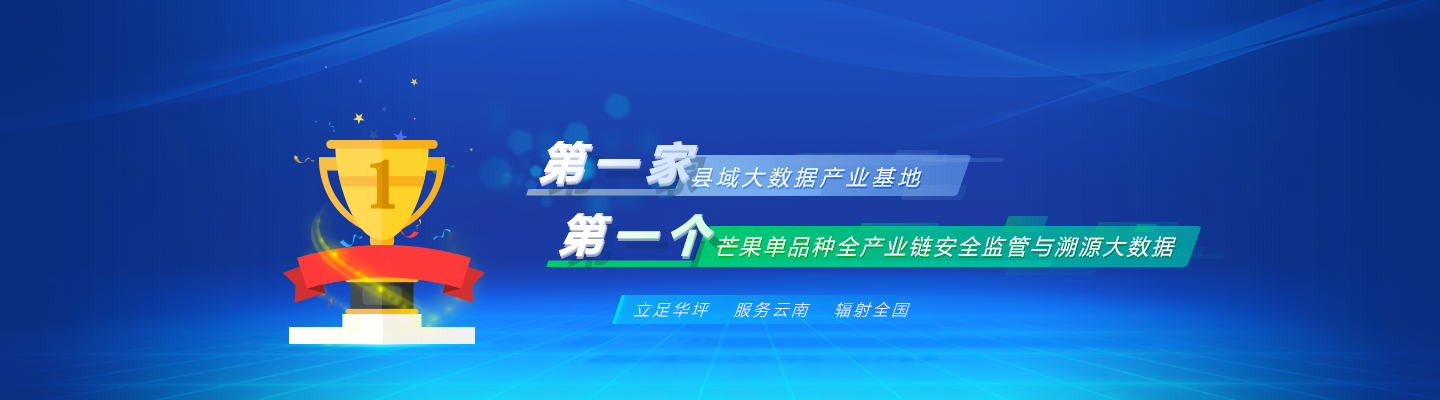 1
第一家 县域大数据产业基地
第一个 芒果单品种全产业链安全监管与溯源大数据
立足华坪 服务云南 辐射全国